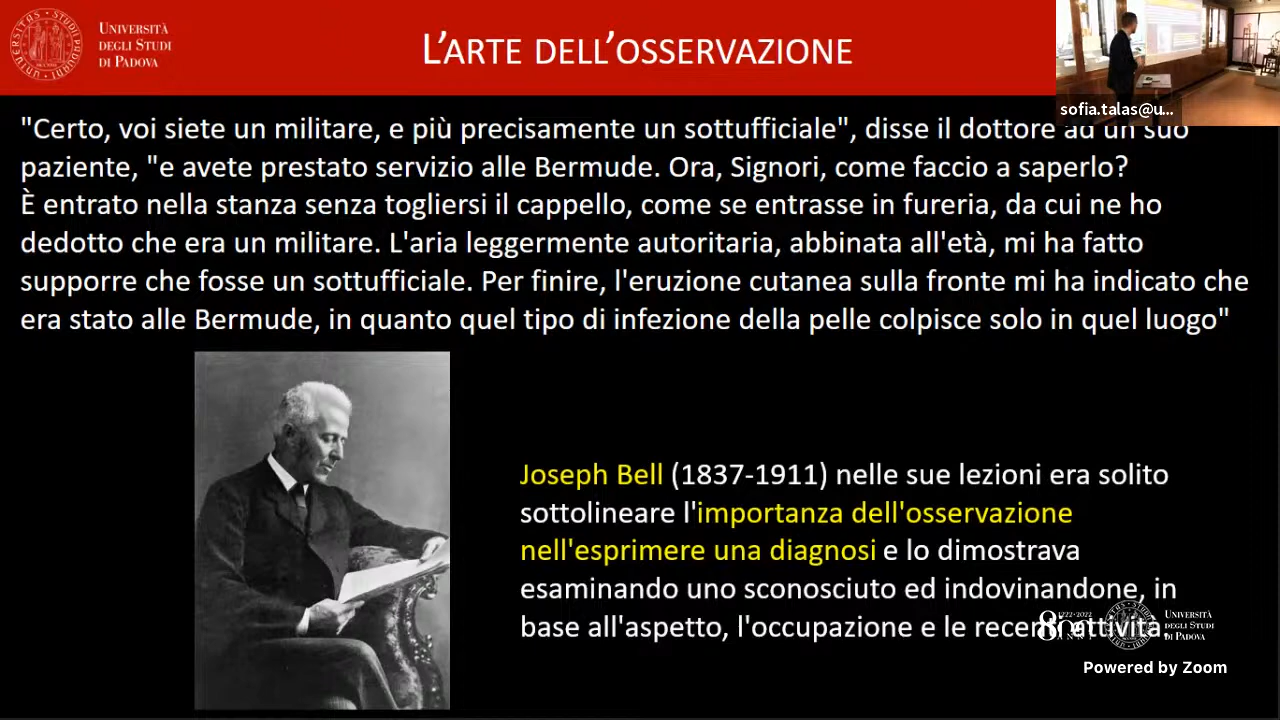 UNIVERSITÀ
DEGLI STUDI
DI PADOVA
L'ARTE DELL'OSSERVAZIONE
sofia.talas@u...
"Certo, voi siete un militare, e più precisamente un sottufficiale", disse il dottore ad un suo
paziente, "e avete prestato servizio alle Bermude. Ora, Signori, come faccio a saperlo?
È entrato nella stanza senza togliersi il cappello, come se entrasse in fureria, da cui ne ho
dedotto che era un militare. L'aria leggermente autoritaria, abbinata all'età, mi ha fatto
supporre che fosse un sottufficiale. Per finire, l'eruzione cutanea sulla fronte mi ha indicato che
era stato alle Bermude, in quanto quel tipo di infezione della pelle colpisce solo in quel luogo"
Joseph Bell (1837-1911) nelle sue lezioni era solito
sottolineare l'importanza dell'osservazione
nell'esprimere una diagnosi e lo dimostrava
esaminando uno sconosciuto ed indovinandone, in
base all'aspetto, l'occupazione e le recenti attività.
1222·2022
ANNI
UNIVERSITÀ
DEGLI STUDI
DI PADOVA
Powered by Zoom